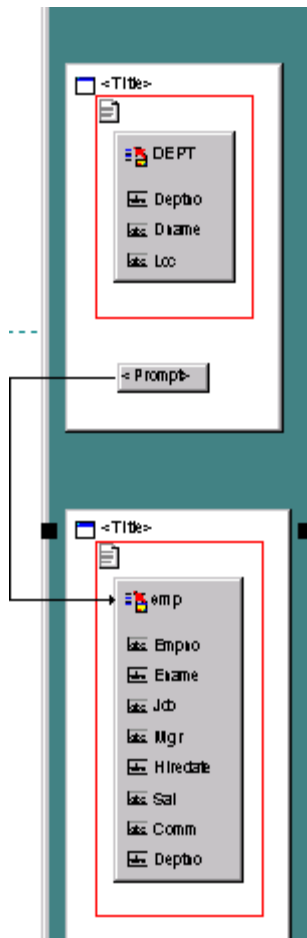 <Title>
DEPT
Deptno
Dname
Loc
<Prompt>
<Title>
emp
Empno
Ename
Job
Mgr
Hiredate
Sal
Comm
Deptno